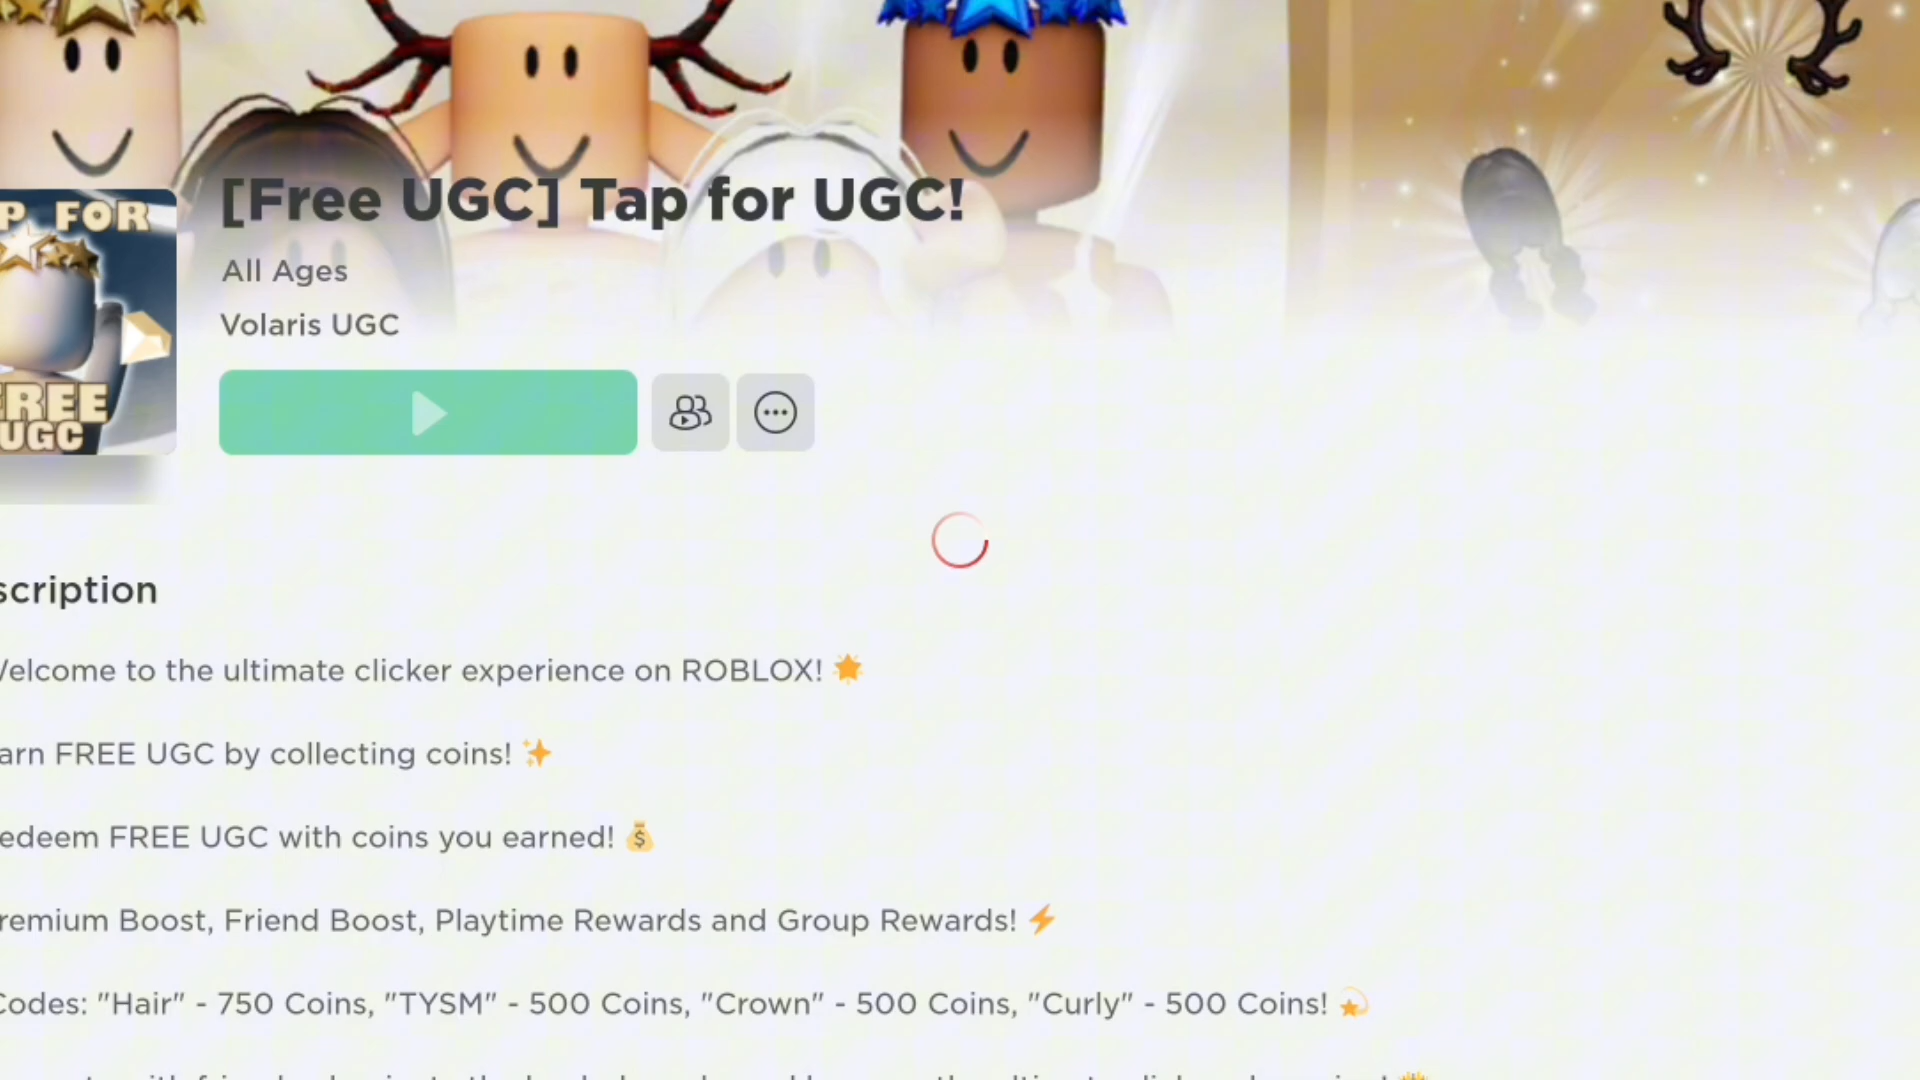 [Free UGC] Tap for UGC!
P FOR
All Ages
Volaris UGC
FREE
UGC
scription
Welcome to the ultimate clicker experience on ROBLOX! 🌟
arn FREE UGC by collecting coins! ✨
edeem FREE UGC with coins you earned! 💰
remium Boost, Friend Boost, Playtime Rewards and Group Rewards! ⚡
Codes: "Hair" - 750 Coins, "TYSM" - 500 Coins, "Crown" - 500 Coins, "Curly" - 500 Coins! 💫